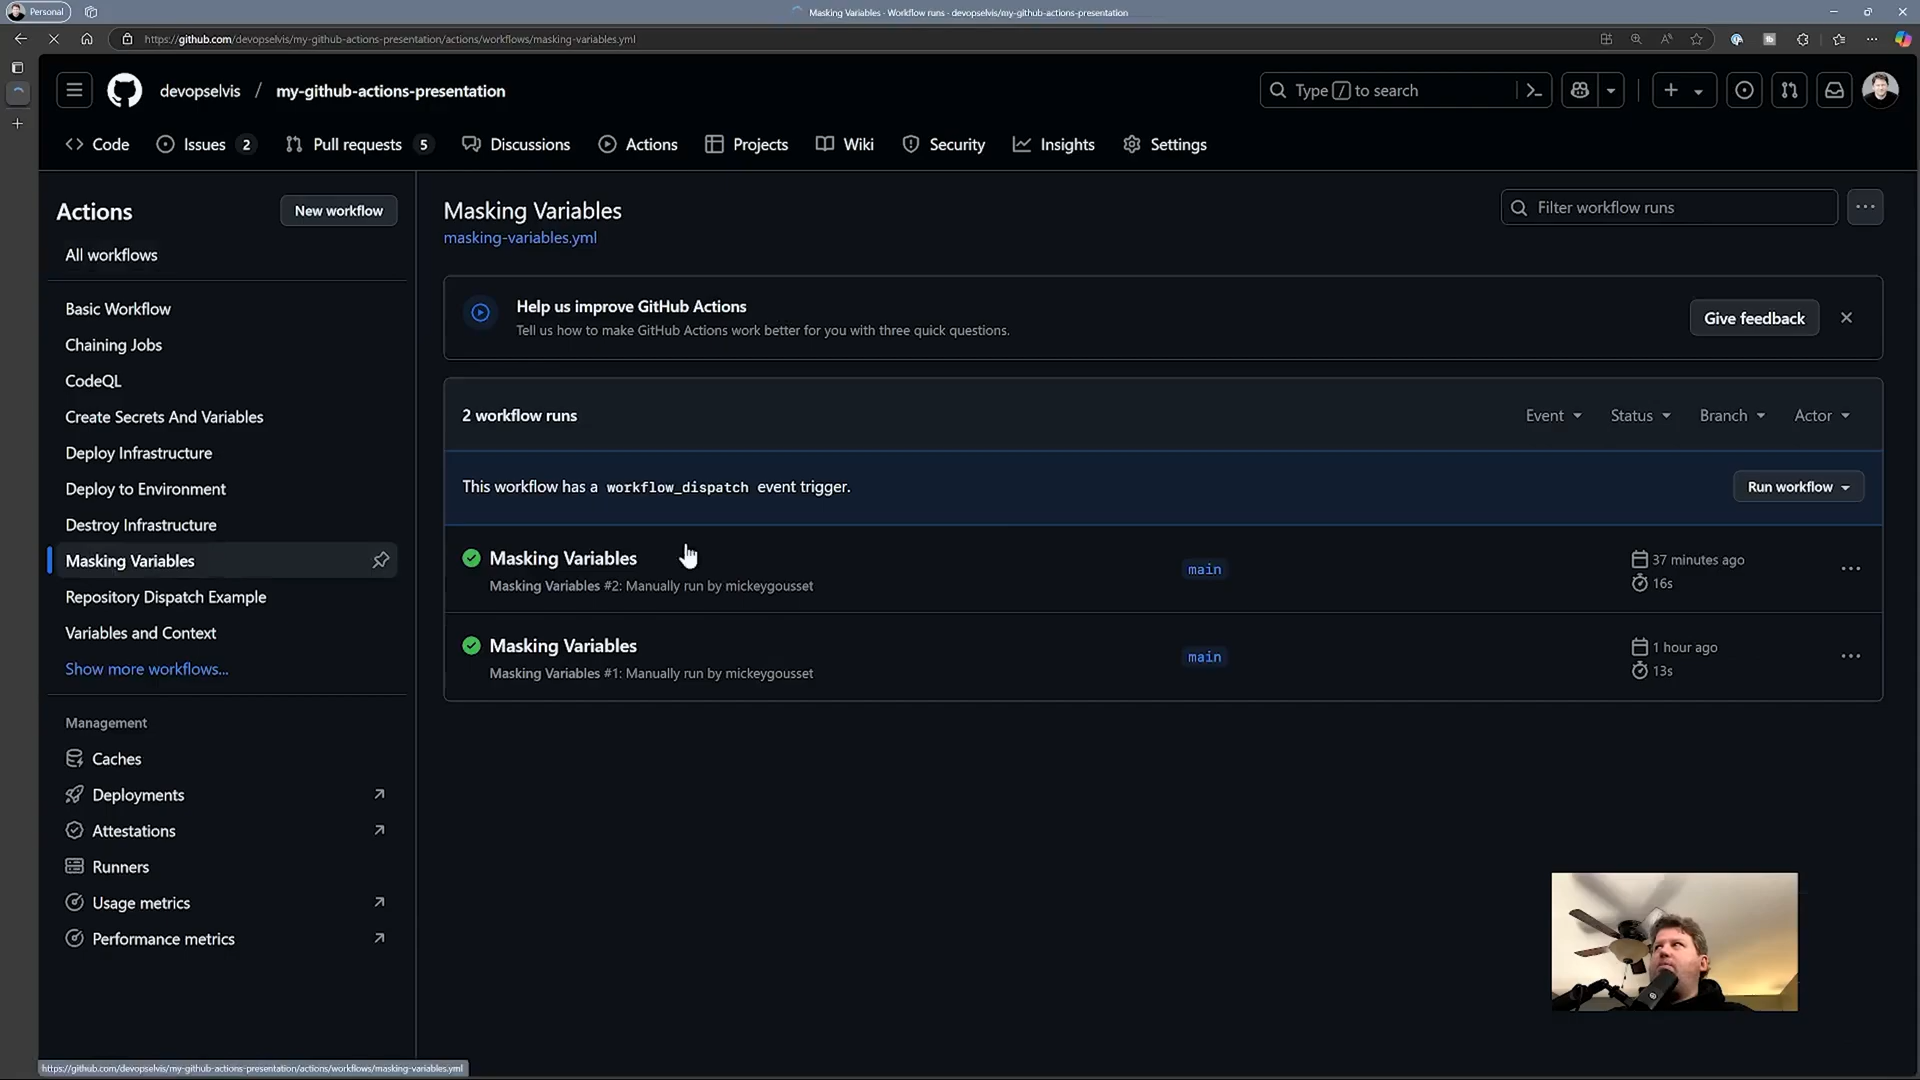 Personal
Masking Variables · Workflow runs · devopselvis/my-github-actions-presentation
https://github.com/devopselvis/my-github-actions-presentation/actions/workflows/masking-variables.yml
devopselvis / my-github-actions-presentation
Type / to search
Code
Issues 2
Pull requests 5
Discussions
Actions
Projects
Wiki
Security
Insights
Settings
Actions
New workflow
All workflows
Basic Workflow
Chaining Jobs
CodeQL
Create Secrets And Variables
Deploy Infrastructure
Deploy to Environment
Destroy Infrastructure
Masking Variables
Repository Dispatch Example
Variables and Context
Show more workflows...
Management
Caches
Deployments
Attestations
Runners
Usage metrics
Performance metrics
Masking Variables
masking-variables.yml
Filter workflow runs
Help us improve GitHub Actions
Tell us how to make GitHub Actions work better for you with three quick questions.
Give feedback
2 workflow runs
Event
Status
Branch
Actor
This workflow has a workflow_dispatch event trigger.
Run workflow
Masking Variables
Masking Variables #2: Manually run by mickeygousset
main
37 minutes ago
16s
Masking Variables
Masking Variables #1: Manually run by mickeygousset
main
1 hour ago
13s
https://github.com/devopselvis/my-github-actions-presentation/actions/workflows/masking-variables.yml